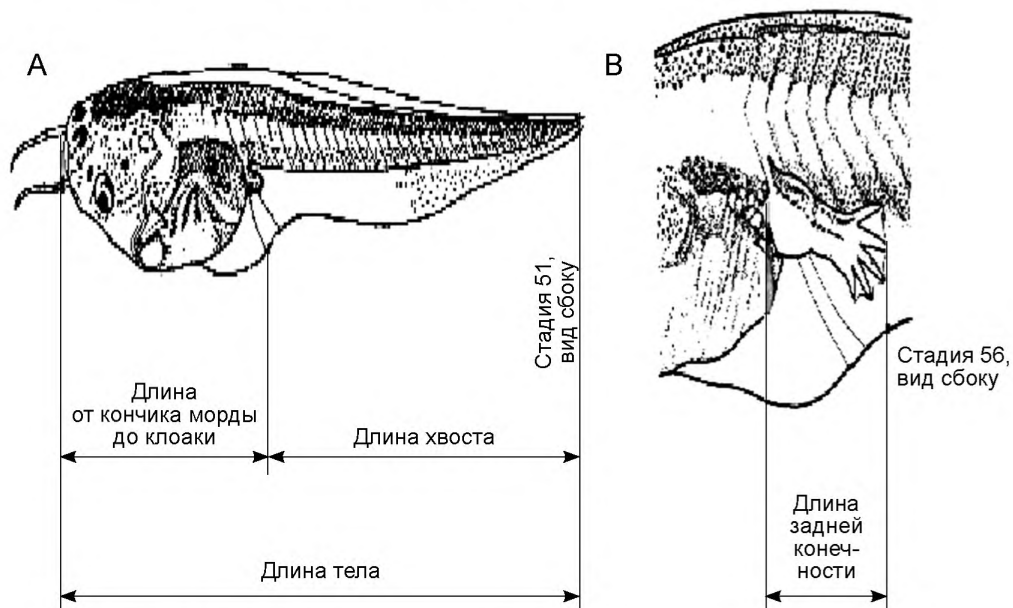 A
B
Стадия 51,
вид сбоку
Стадия 56,
вид сбоку
Длина
от кончика морды
до клоаки
Длина хвоста
Длина
задней
конеч-
ности
Длина тела